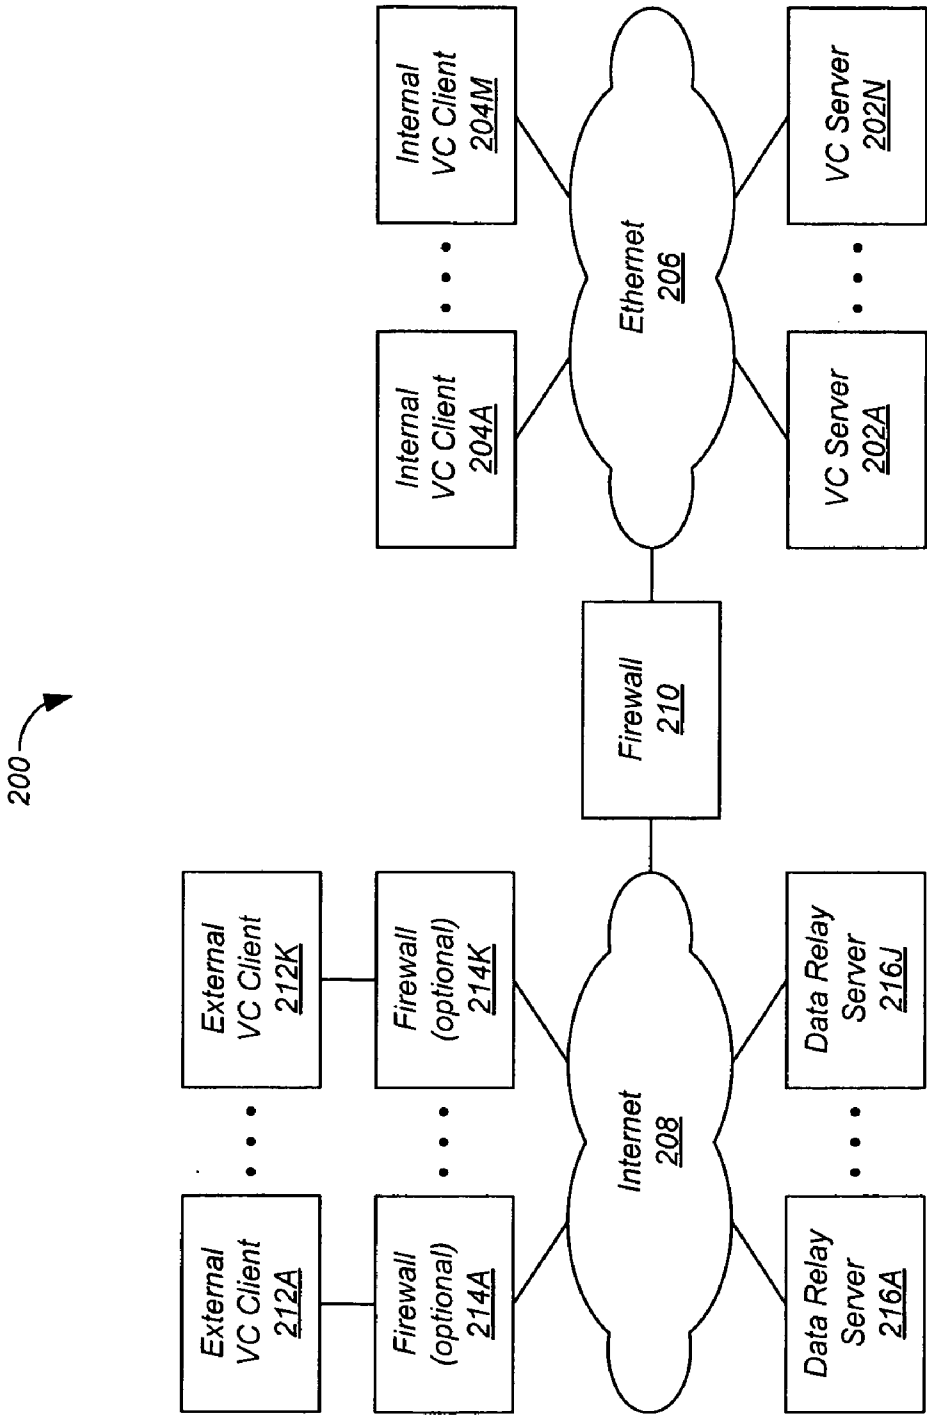 200
External
VC Client
212A
External
VC Client
212K
Internal
VC Client
204A
Internal
VC Client
204M
Firewall
(optional)
214A
Firewall
(optional)
214K
Internet
208
Firewall
210
Ethernet
206
Data Relay
Server
216A
Data Relay
Server
216J
VC Server
202A
VC Server
202N